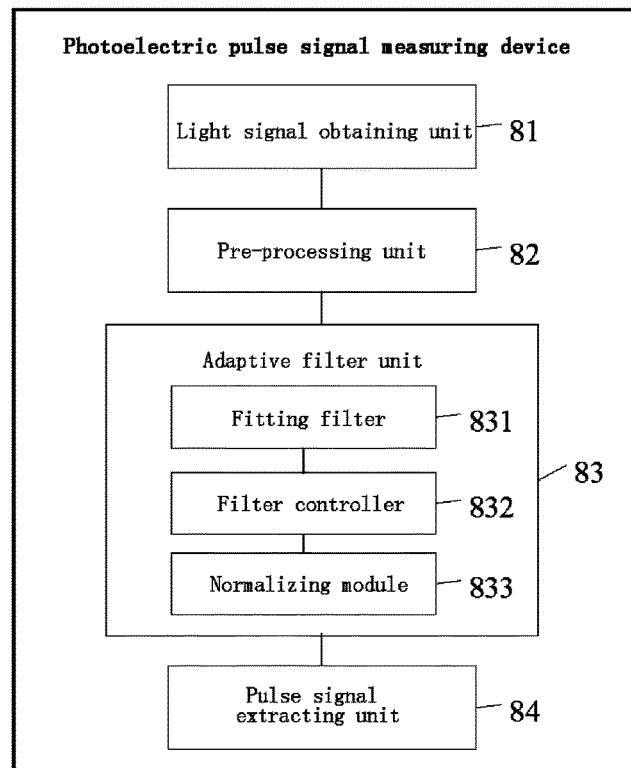 Photoelectric pulse signal measuring device
Light signal obtaining unit
81
Pre-processing unit
82
Adaptive filter unit
Fitting filter
831
83
Filter controller
832
Normalizing module
833
Pulse signal
extracting unit
84